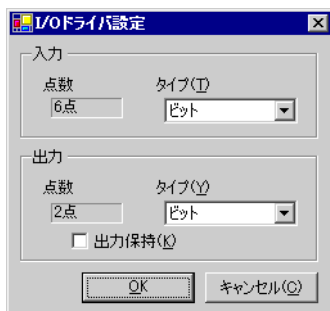 I/Oドライバ設定
入力
点数 タイプ(T)
6点 ビット
出力
点数 タイプ(Y)
2点 ビット
出力保持(K)
OK キャンセル(C)